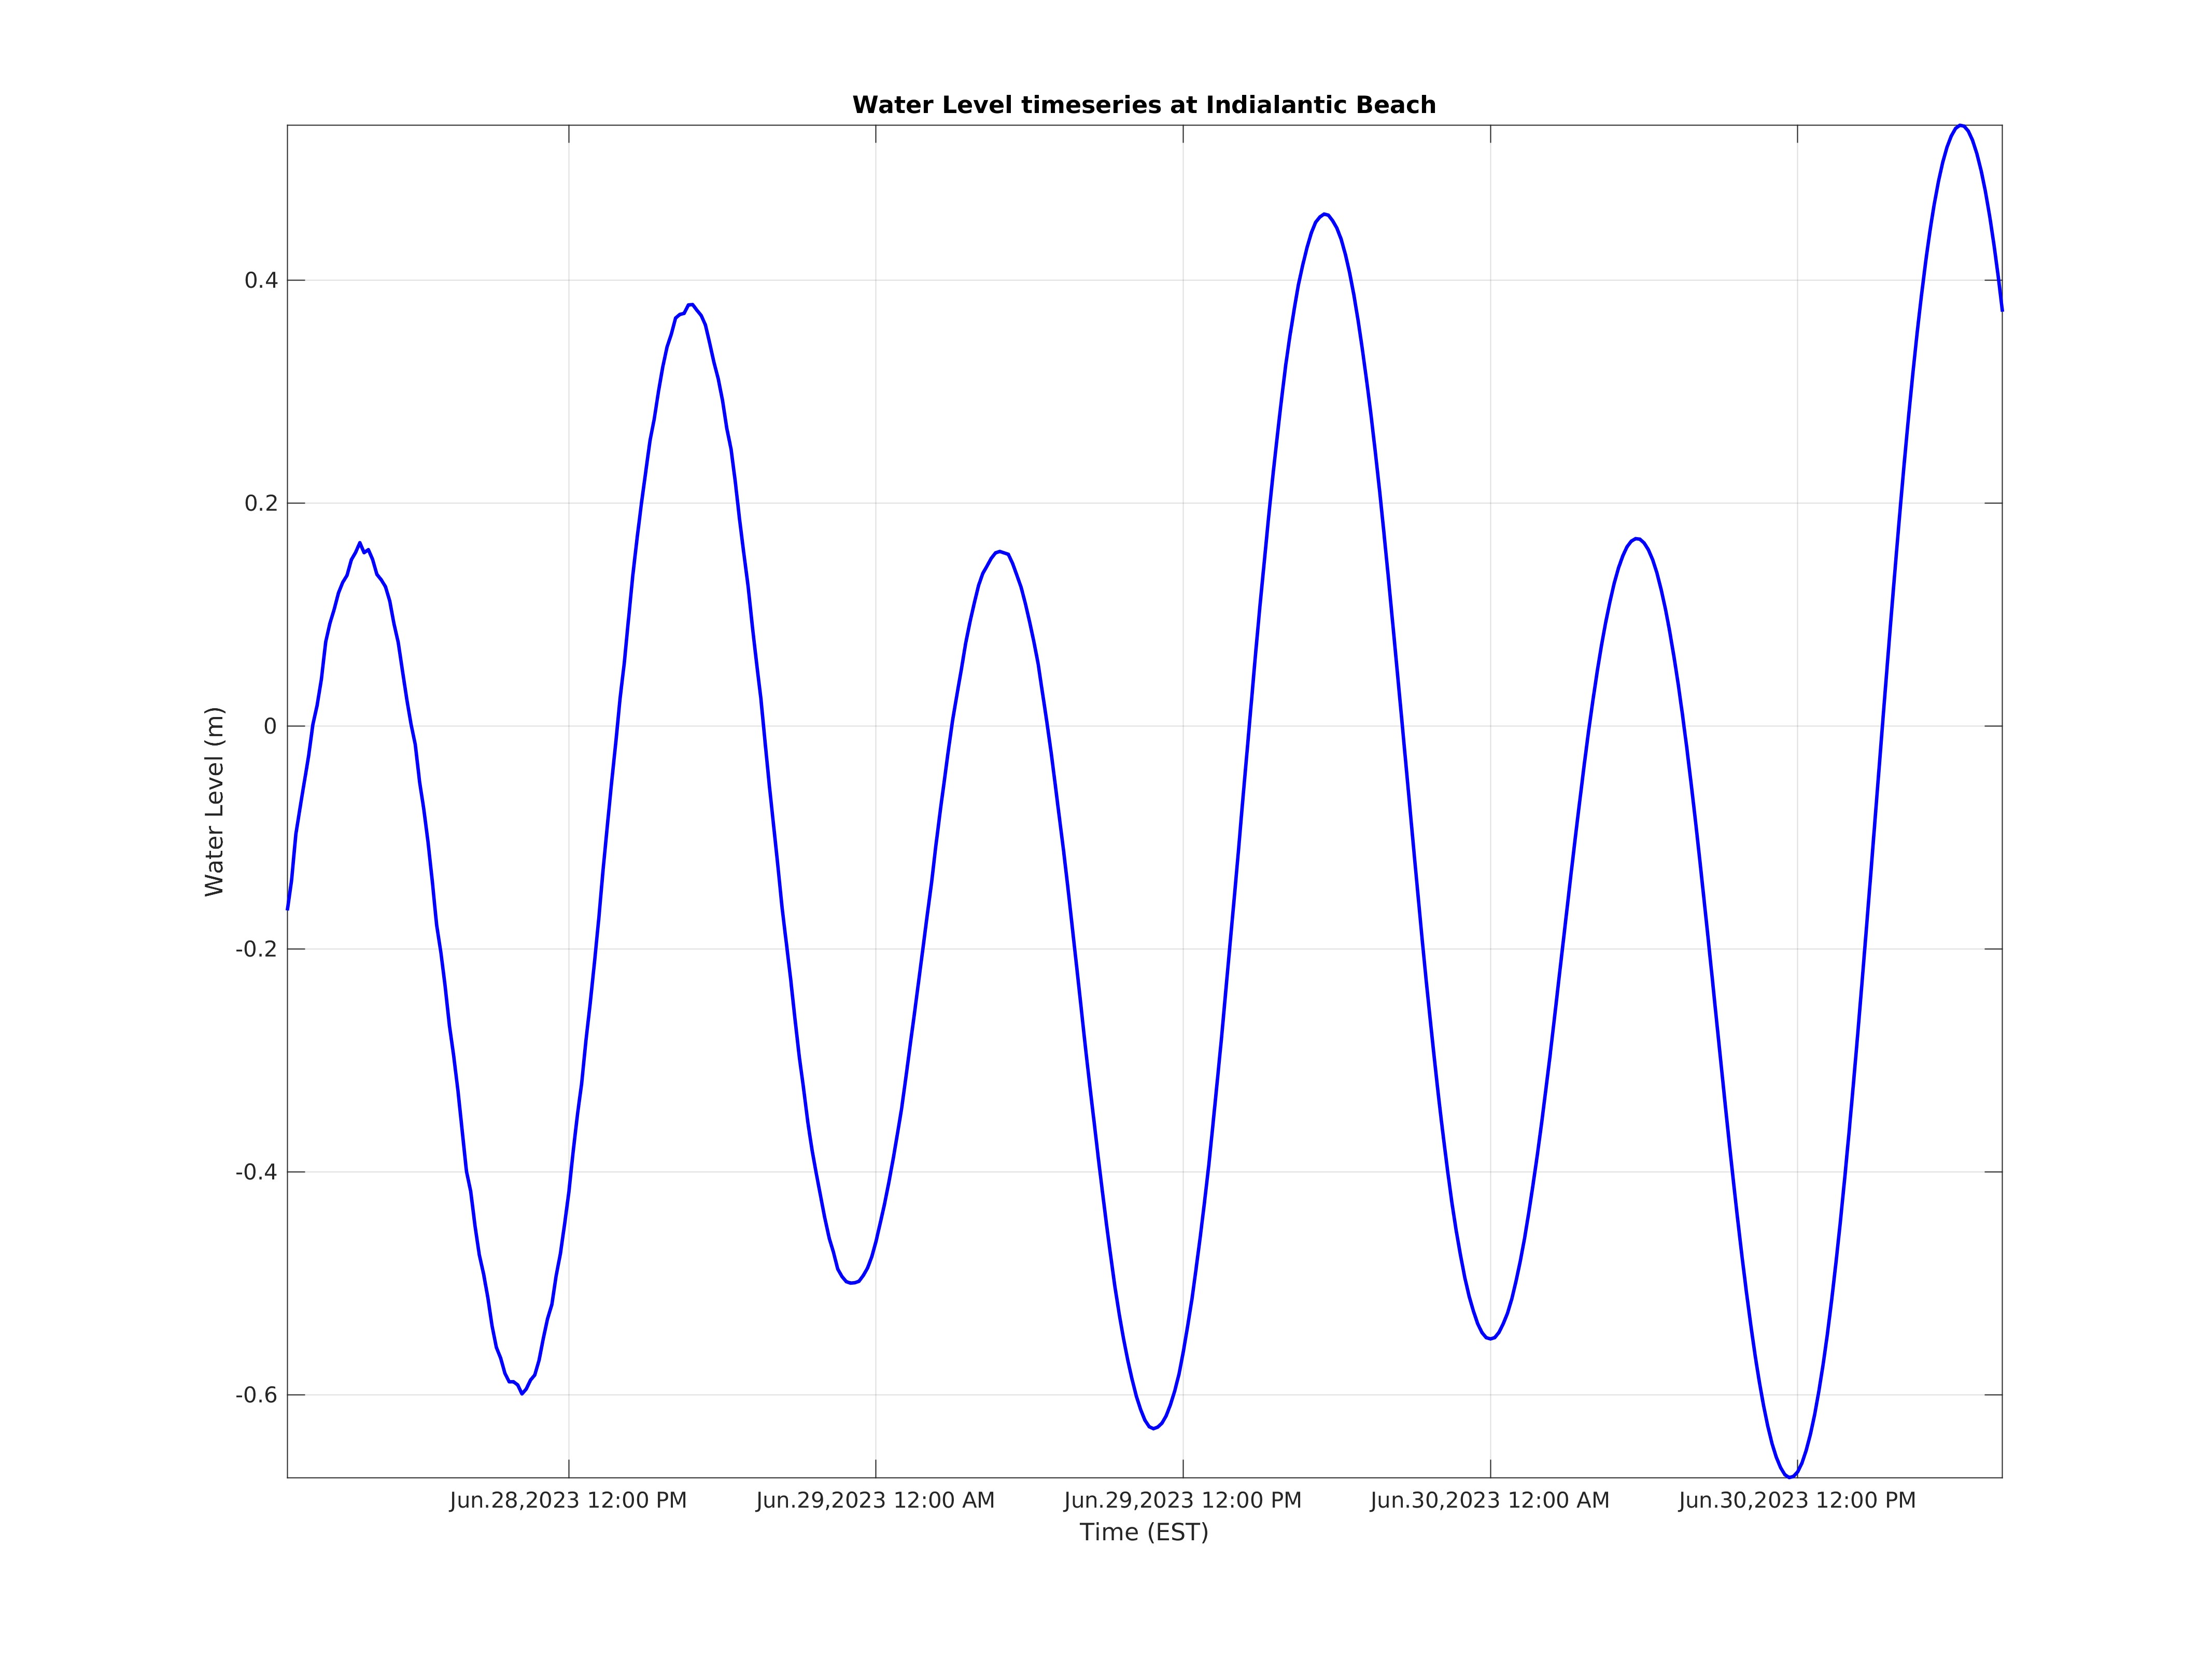 Water Level timeseries at Indialantic Beach
0.4
0.2
0
-0.2
-0.4
-0.6
Water Level (m)
Jun.28,2023 12:00 PM
Jun.29,2023 12:00 AM
Jun.29,2023 12:00 PM
Jun.30,2023 12:00 AM
Jun.30,2023 12:00 PM
Time (EST)